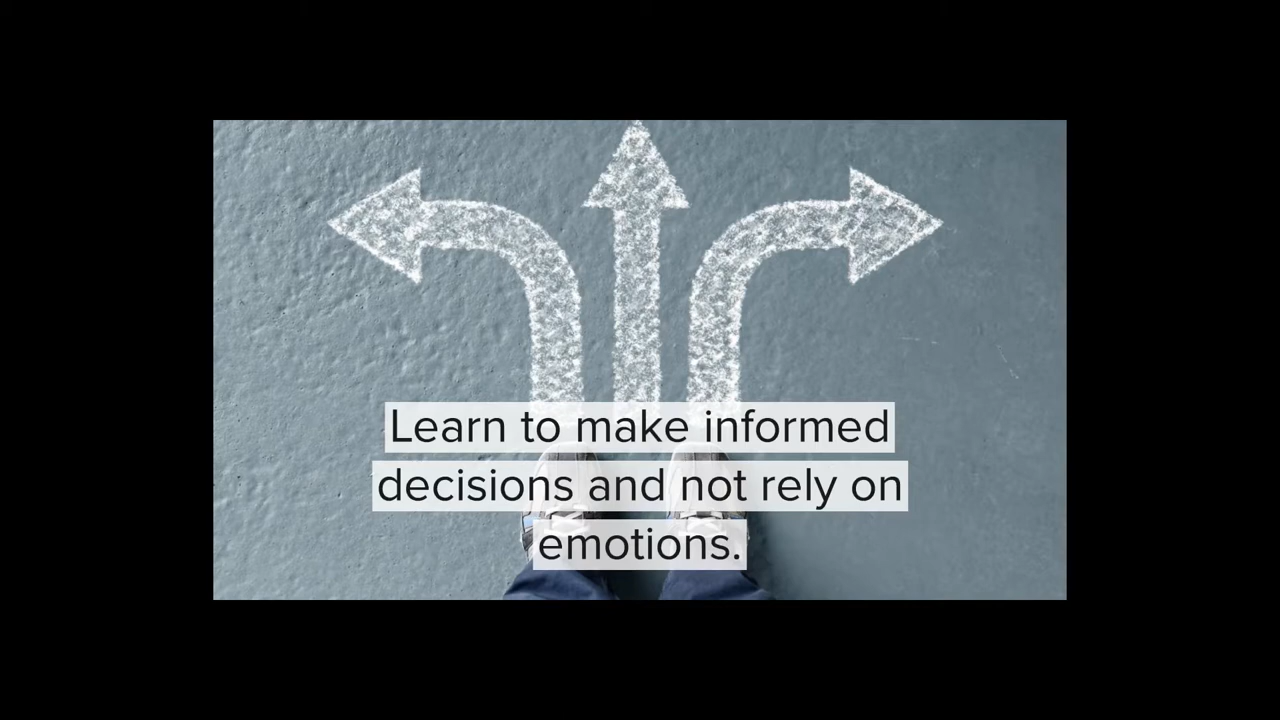 Learn to make informed
decisions and not rely on
emotions.